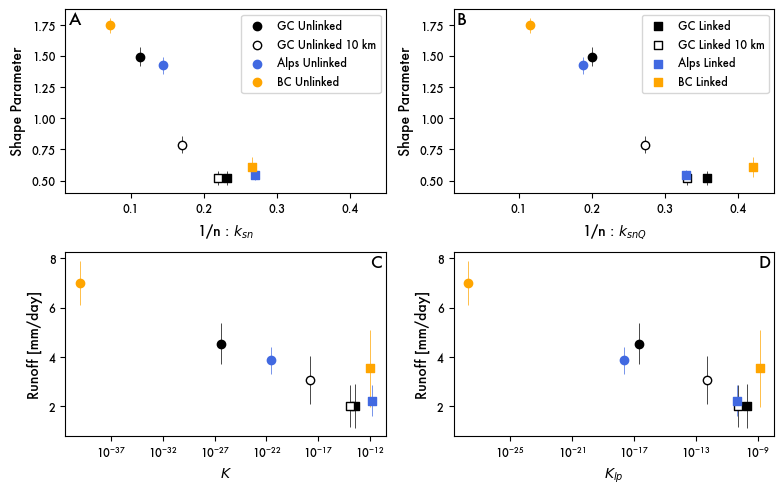 A
GC Unlinked
GC Unlinked 10 km
Alps Unlinked
BC Unlinked
1.75
1.50
1.25
1.00
0.75
0.50
Shape Parameter
0.1 0.2 0.3 0.4
1/n : k_sn
B
GC Linked
GC Linked 10 km
Alps Linked
BC Linked
1.75
1.50
1.25
1.00
0.75
0.50
Shape Parameter
0.1 0.2 0.3 0.4
1/n : k_snQ
C
8
6
4
2
Runoff [mm/day]
10⁻³⁷ 10⁻³² 10⁻²⁷ 10⁻²² 10⁻¹⁷ 10⁻¹²
K
D
8
6
4
2
Runoff [mm/day]
10⁻²⁵ 10⁻²¹ 10⁻¹⁷ 10⁻¹³ 10⁻⁹
K_lp